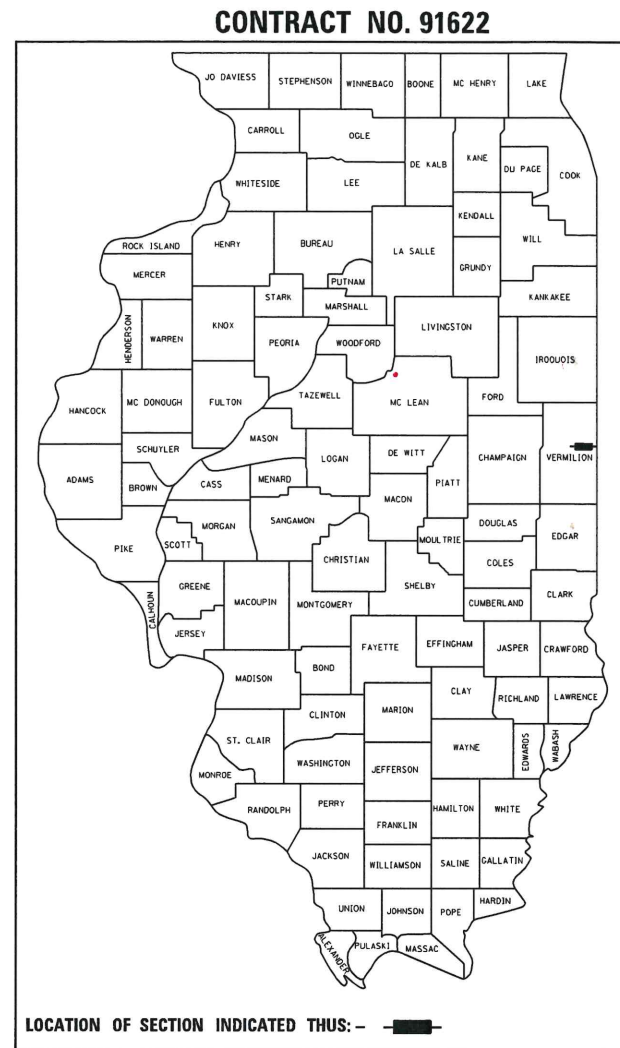 CONTRACT NO. 91622
JO DAVIESS
STEPHENSON
WINNEBAGO
BOONE
MC HENRY
LAKE
CARROLL
OGLE
DE KALB
KANE
DU PAGE
COOK
WHITESIDE
LEE
KENDALL
WILL
ROCK ISLAND
HENRY
BUREAU
LA SALLE
GRUNDY
MERCER
PUTNAM
KANKAKEE
STARK
MARSHALL
HENDERSON
WARREN
KNOX
PEORIA
WOODFORD
LIVINGSTON
IROQUOIS
HANCOCK
MC DONOUGH
FULTON
TAZEWELL
MC LEAN
FORD
MASON
SCHUYLER
LOGAN
DE WITT
CHAMPAIGN
VERMILION
ADAMS
BROWN
CASS
MENARD
PIATT
MACON
MORGAN
SANGAMON
DOUGLAS
EDGAR
PIKE
SCOTT
CHRISTIAN
MOULTRIE
COLES
SHELBY
GREENE
MACOUPIN
MONTGOMERY
CUMBERLAND
CLARK
CALHOUN
JERSEY
FAYETTE
EFFINGHAM
JASPER
CRAWFORD
MADISON
BOND
CLAY
RICHLAND
LAWRENCE
CLINTON
MARION
ST. CLAIR
WAYNE
EDWARDS
WABASH
WASHINGTON
JEFFERSON
MONROE
RANDOLPH
PERRY
HAMILTON
WHITE
FRANKLIN
JACKSON
WILLIAMSON
SALINE
GALLATIN
UNION
JOHNSON
POPE
HARDIN
ALEXANDER
PULASKI
MASSAC
LOCATION OF SECTION INDICATED THUS: –